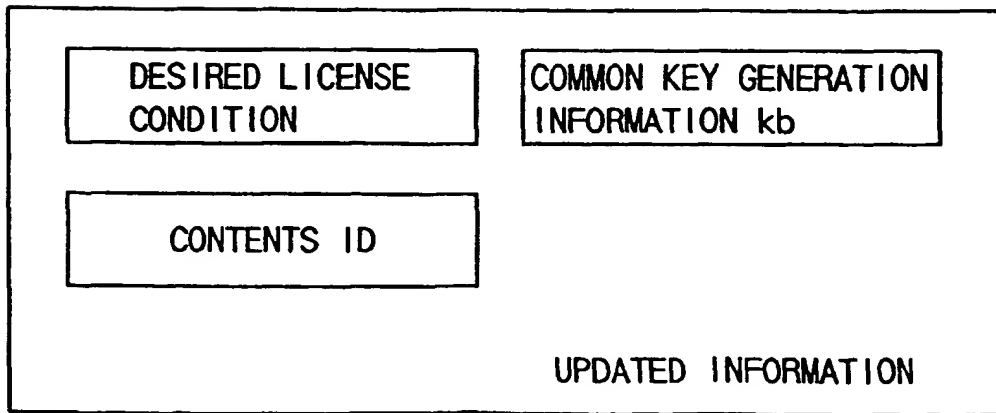 DESIRED LICENSE
CONDITION
COMMON KEY GENERATION
INFORMATION kb
CONTENTS ID
UPDATED INFORMATION